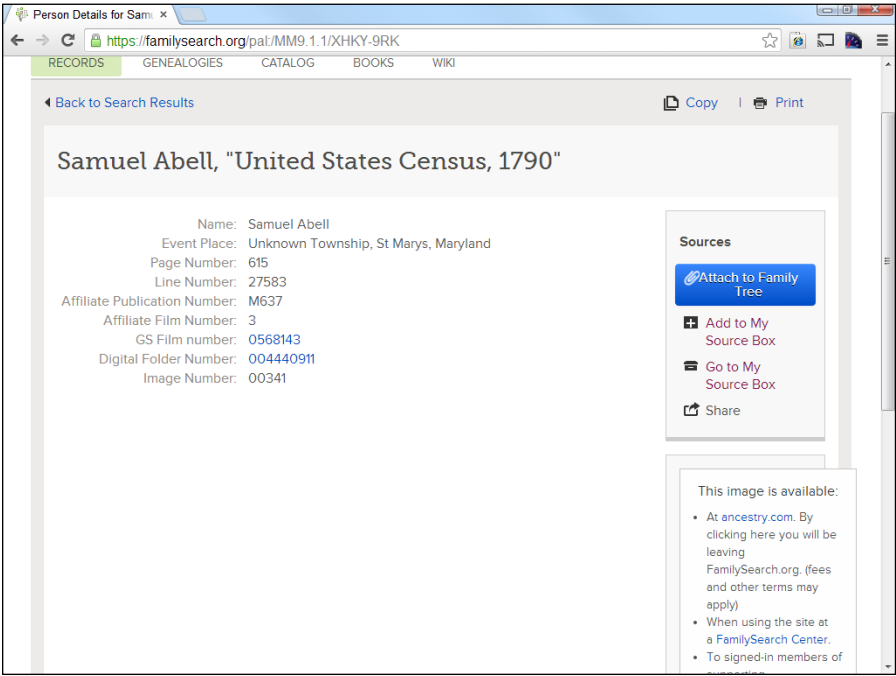 Person Details for Samu
https://familysearch.org/pal:/MM9.1.1/XHKY-9RK
RECORDS GENEALOGIES CATALOG BOOKS WIKI
Back to Search Results
Copy | Print
Samuel Abell, "United States Census, 1790"
Name: Samuel Abell
Event Place: Unknown Township, St Marys, Maryland
Page Number: 615
Line Number: 27583
Affiliate Publication Number: M637
Affiliate Film Number: 3
GS Film number: 0568143
Digital Folder Number: 004440911
Image Number: 00341
Sources
Attach to Family
Tree
Add to My
Source Box
Go to My
Source Box
Share
This image is available:
• At ancestry.com. By
clicking here you will be
leaving
FamilySearch.org. (fees
and other terms may
apply)
• When using the site at
a FamilySearch Center.
• To signed-in members of